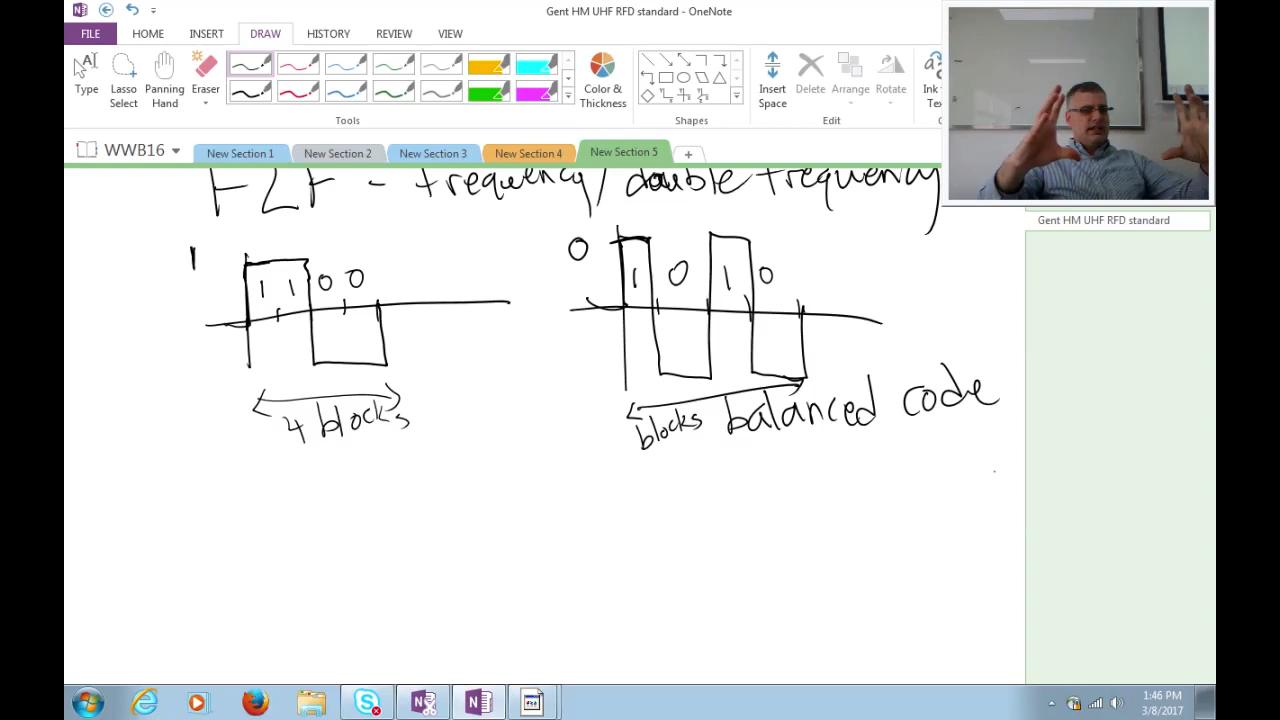 Gent HM UHF RFD standard - OneNote
FILE HOME INSERT DRAW HISTORY REVIEW VIEW
Type
Lasso Select
Panning Hand
Eraser
Color & Thickness
Insert Space
Delete
Arrange
Rotate
Ink to Tex
Tools
Shapes
Edit
WWB16
New Section 1
New Section 2
New Section 3
New Section 4
New Section 5
Gent HM UHF RFD standard
F2F - frequency/double frequency
1
1 1 0 0
0
1 0 1 0
4 blocks
blocks balanced code
1:46 PM
3/8/2017